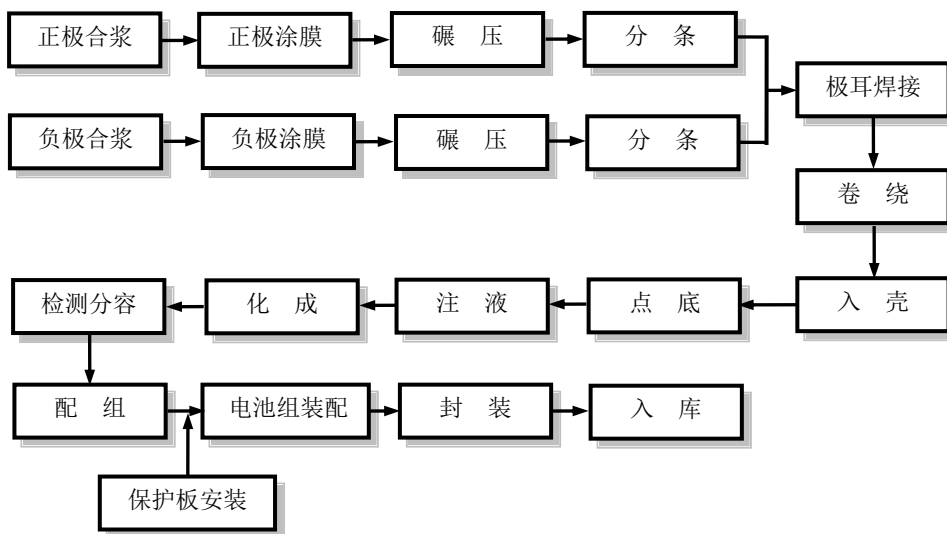 正极合浆
正极涂膜
碾 压
分 条
极耳焊接
负极合浆
负极涂膜
碾 压
分 条
卷 绕
检测分容
化 成
注 液
点 底
入 壳
配 组
电池组装配
封 装
入 库
保护板安装